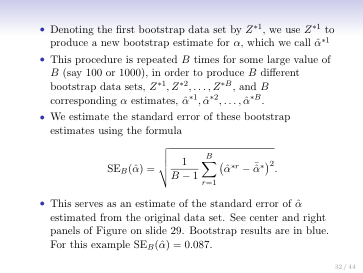 • Denoting the first bootstrap data set by Z*¹, we use Z*¹ to
produce a new bootstrap estimate for α, which we call α̂*¹
• This procedure is repeated B times for some large value of
B (say 100 or 1000), in order to produce B different
bootstrap data sets, Z*¹, Z*², . . . , Z*ᴮ, and B
corresponding α estimates, α̂*¹, α̂*², . . . , α̂*ᴮ.
• We estimate the standard error of these bootstrap
estimates using the formula
SE_B(α̂) = √( 1/(B − 1) ∑_{r=1}^{B} (α̂*ʳ − \bar{α̂}*)² ).
• This serves as an estimate of the standard error of α̂
estimated from the original data set. See center and right
panels of Figure on slide 29. Bootstrap results are in blue.
For this example SE_B(α̂) = 0.087.
32 / 44